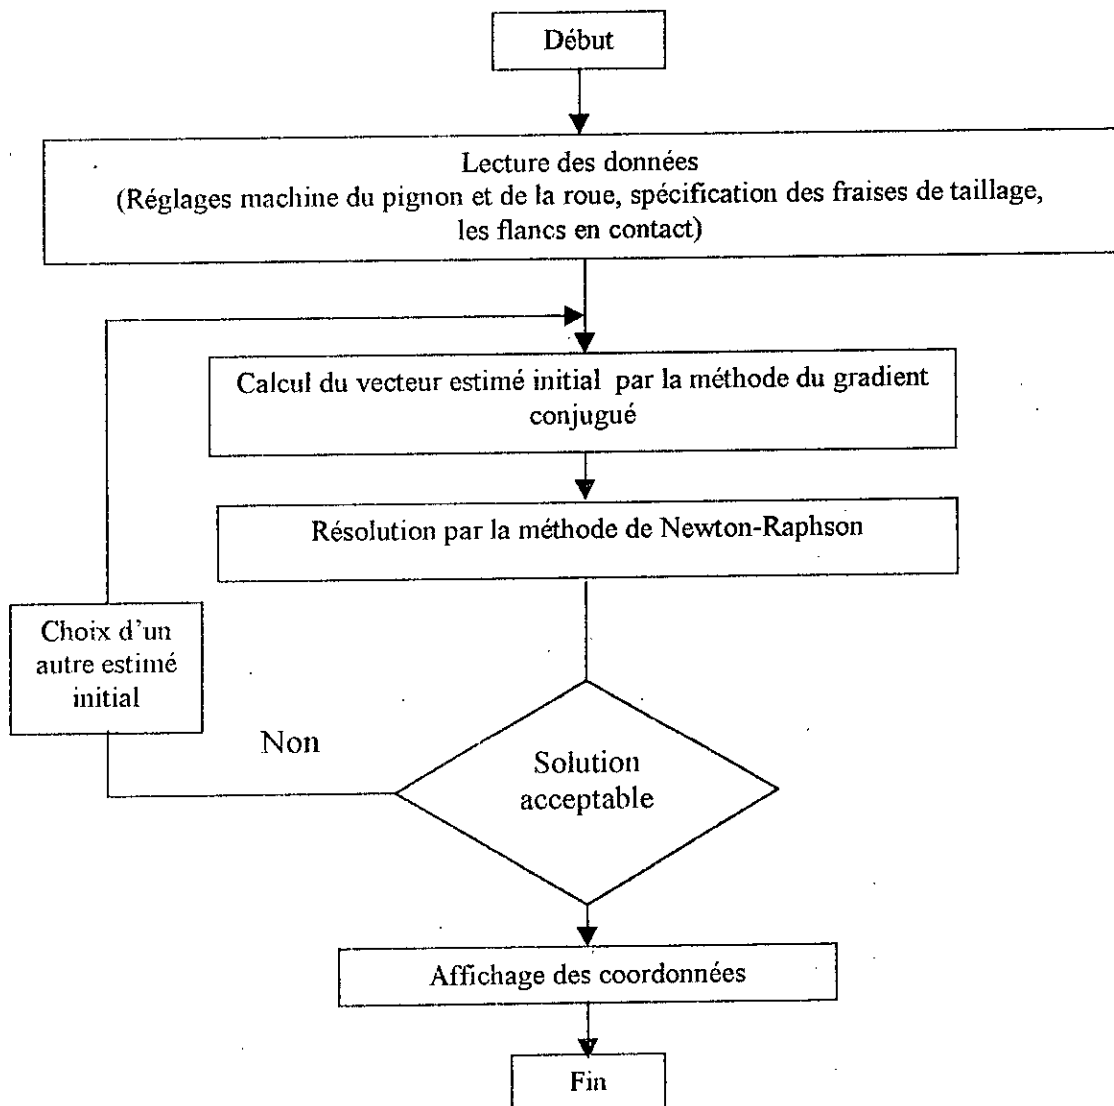 Début
Lecture des données
(Réglages machine du pignon et de la roue, spécification des fraises de taillage,
les flancs en contact)
Calcul du vecteur estimé initial par la méthode du gradient
conjugué
Résolution par la méthode de Newton-Raphson
Choix d'un
autre estimé
initial
Non
Solution
acceptable
Affichage des coordonnées
Fin